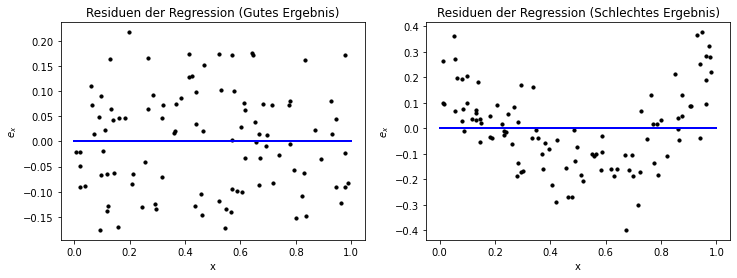 Residuen der Regression (Gutes Ergebnis)
0.20
0.15
0.10
0.05
0.00
−0.05
−0.10
−0.15
eₓ
0.0 0.2 0.4 0.6 0.8 1.0
x
Residuen der Regression (Schlechtes Ergebnis)
0.4
0.3
0.2
0.1
0.0
−0.1
−0.2
−0.3
−0.4
eₓ
0.0 0.2 0.4 0.6 0.8 1.0
x